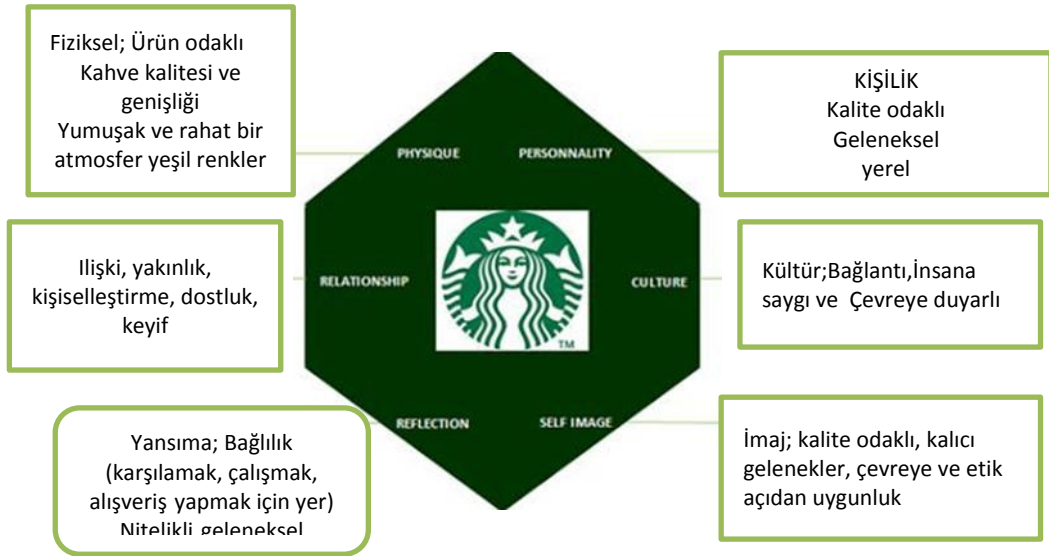 Fiziksel; Ürün odaklı
Kahve kalitesi ve
genişliği
Yumuşak ve rahat bir
atmosfer yeşil renkler
KİŞİLİK
Kalite odaklı
Geleneksel
yerel
PHYSIQUE
PERSONNALITY
Ilişki, yakınlık,
kişiselleştirme, dostluk,
keyif
RELATIONSHIP
CULTURE
TM
Kültür;Bağlantı,İnsana
saygı ve Çevreye duyarlı
REFLECTION
SELF IMAGE
Yansıma; Bağlılık
(karşılamak, çalışmak,
alışveriş yapmak için yer)
Nitelikli geleneksel
İmaj; kalite odaklı, kalıcı
gelenekler, çevreye ve etik
açıdan uygunluk